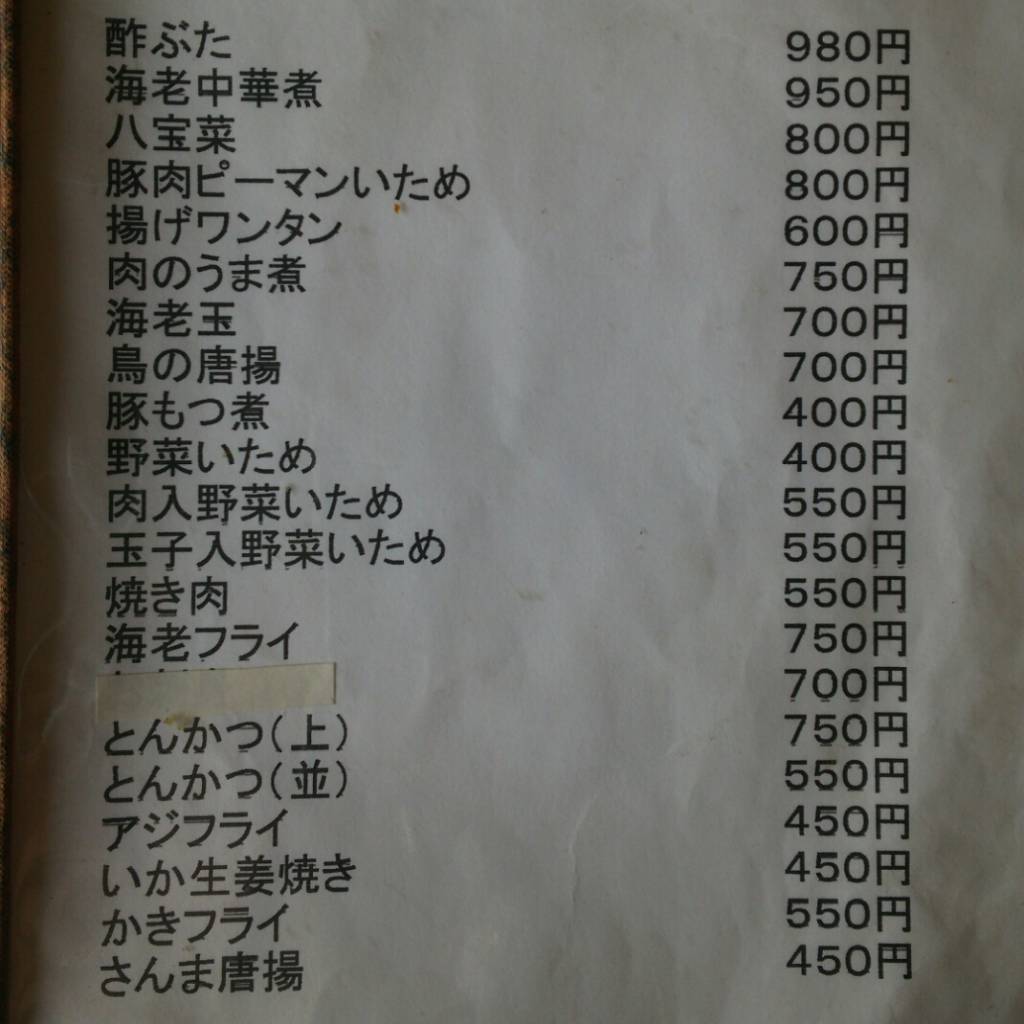 酢ぶた 980円
海老中華煮 950円
八宝菜 800円
豚肉ピーマンいため 800円
揚げワンタン 600円
肉のうま煮 750円
海老玉 700円
鳥の唐揚 700円
豚もつ煮 400円
野菜いため 400円
肉入野菜いため 550円
玉子入野菜いため 550円
焼き肉 550円
海老フライ 750円
700円
とんかつ(上) 750円
とんかつ(並) 550円
アジフライ 450円
いか生姜焼き 450円
かきフライ 550円
さんま唐揚 450円